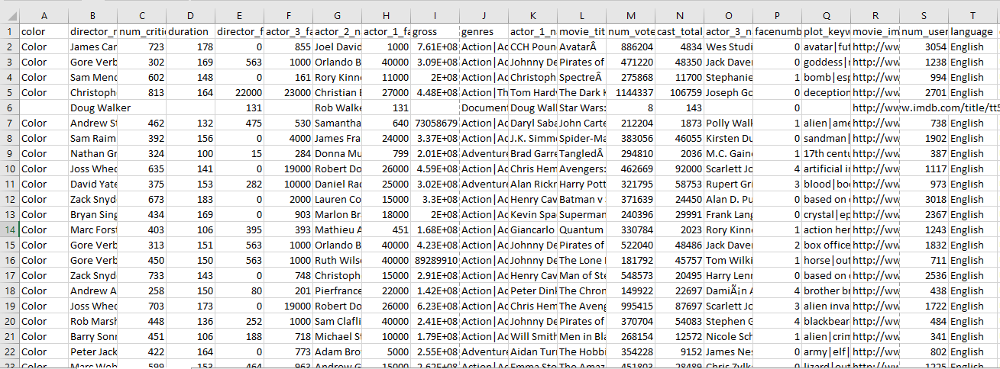 A B C D E F G H I J K L M N O P Q R S T
1 color director_n num_critic duration director_f actor_3_fa actor_2_n actor_1_fa gross genres actor_1_n movie_tit num_vote cast_total_ actor_3_n facenumb plot_keyw movie_im num_user language
2 Color James Can 723 178 0 855 Joel David 1000 7.61E+08 Action|Ad CCH Poun AvatarÂ 886204 4834 Wes Studi 0 avatar|fut http://ww 3054 English
3 Color Gore Verb 302 169 563 1000 Orlando B 40000 3.09E+08 Action|Ad Johnny De Pirates of 471220 48350 Jack Daver 0 goddess|r http://ww 1238 English
4 Color Sam Menc 602 148 0 161 Rory Kinne 11000 2E+08 Action|Ad Christoph SpectreÂ 275868 11700 Stephanie 1 bomb|esp http://ww 994 English
5 Color Christoph 813 164 22000 23000 Christian 27000 4.48E+08 Action|Th Tom Hardy The Dark K 1144337 106759 Joseph Go 0 deception http://ww 2701 English
6 Doug Walker 131 Rob Walke 131 Document Doug Walk Star Wars: 8 143 0 http://www.imdb.com/title/tt5
7 Color Andrew St 462 132 475 530 Samantha 640 73058679 Action|Ad Daryl Saba John Carte 212204 1873 Polly Walk 1 alien|ame http://ww 738 English
8 Color Sam Raim 392 156 0 4000 James Fra 24000 3.37E+08 Action|Ad J.K. Simmo Spider-Ma 383056 46055 Kirsten Du 0 sandman| http://ww 1902 English
9 Color Nathan Gr 324 100 15 284 Donna Mu 799 2.01E+08 Adventure Brad Garre TangledÂ 294810 2036 M.C. Gaine 1 17th centu http://ww 387 English
10 Color Joss Whec 635 141 0 19000 Robert Do 26000 4.59E+08 Action|Ad Chris Hem Avengers: 462669 92000 Scarlett Jo 4 artificial ir http://ww 1117 English
11 Color David Yate 375 153 282 10000 Daniel Rac 25000 3.02E+08 Adventure Alan Rickn Harry Pott 321795 58753 Rupert Gri 3 blood|boo http://ww 973 English
12 Color Zack Snyd 673 183 0 2000 Lauren Co 15000 3.3E+08 Action|Ad Henry Cav Batman v 371639 24450 Alan D. Pu 0 based on http://ww 3018 English
13 Color Bryan Sing 434 169 0 903 Marlon Br 18000 2E+08 Action|Ad Kevin Spa Superman 240396 29991 Frank Lang 0 crystal|ep http://ww 2367 English
14 Color Marc Forst 403 106 395 393 Mathieu A 451 1.68E+08 Action|Ad Giancarlo Quantum 330784 2023 Rory Kinne 1 action her http://ww 1243 English
15 Color Gore Verb 313 151 563 1000 Orlando B 40000 4.23E+08 Action|Ad Johnny De Pirates of 522040 48486 Jack Daver 2 box office http://ww 1832 English
16 Color Gore Verb 450 150 563 1000 Ruth Wils 40000 89289910 Action|Ad Johnny De The Lone 181792 45757 Tom Wilki 1 horse|out http://ww 711 English
17 Color Zack Snyd 733 143 0 748 Christoph 15000 2.91E+08 Action|Ad Henry Cav Man of Ste 548573 20495 Harry Lenr 0 based on http://ww 2536 English
18 Color Andrew A 258 150 80 201 Pierfrance 22000 1.42E+08 Action|Ad Peter Dinl The Chron 149922 22697 DamiÃ¡n A 4 brother br http://ww 438 English
19 Color Joss Whec 703 173 0 19000 Robert Do 26000 6.23E+08 Action|Ad Chris Hem The Aveng 995415 87697 Scarlett Jo 3 alien inva http://ww 1722 English
20 Color Rob Marsh 448 136 252 1000 Sam Clafli 40000 2.41E+08 Action|Ad Johnny De Pirates of 370704 54083 Stephen G 4 blackbear http://ww 484 English
21 Color Barry Sonr 451 106 188 718 Michael St 10000 1.79E+08 Action|Ad Will Smith Men in Bla 268154 12572 Nicole Sch 1 alien|crim http://ww 341 English
22 Color Peter Jack 422 164 0 773 Adam Bro 5000 2.55E+08 Adventure Aidan Tur The Hobbi 354228 9152 James Nes 0 army|elf| http://ww 802 English
23 Color Marc Web 599 153 464 963 Andrew G 15000 2.62E+08 Action|Ad Emma Sto The Amaz 451803 28489 Chris Zylk 0 lizard|out http://ww 1225 English